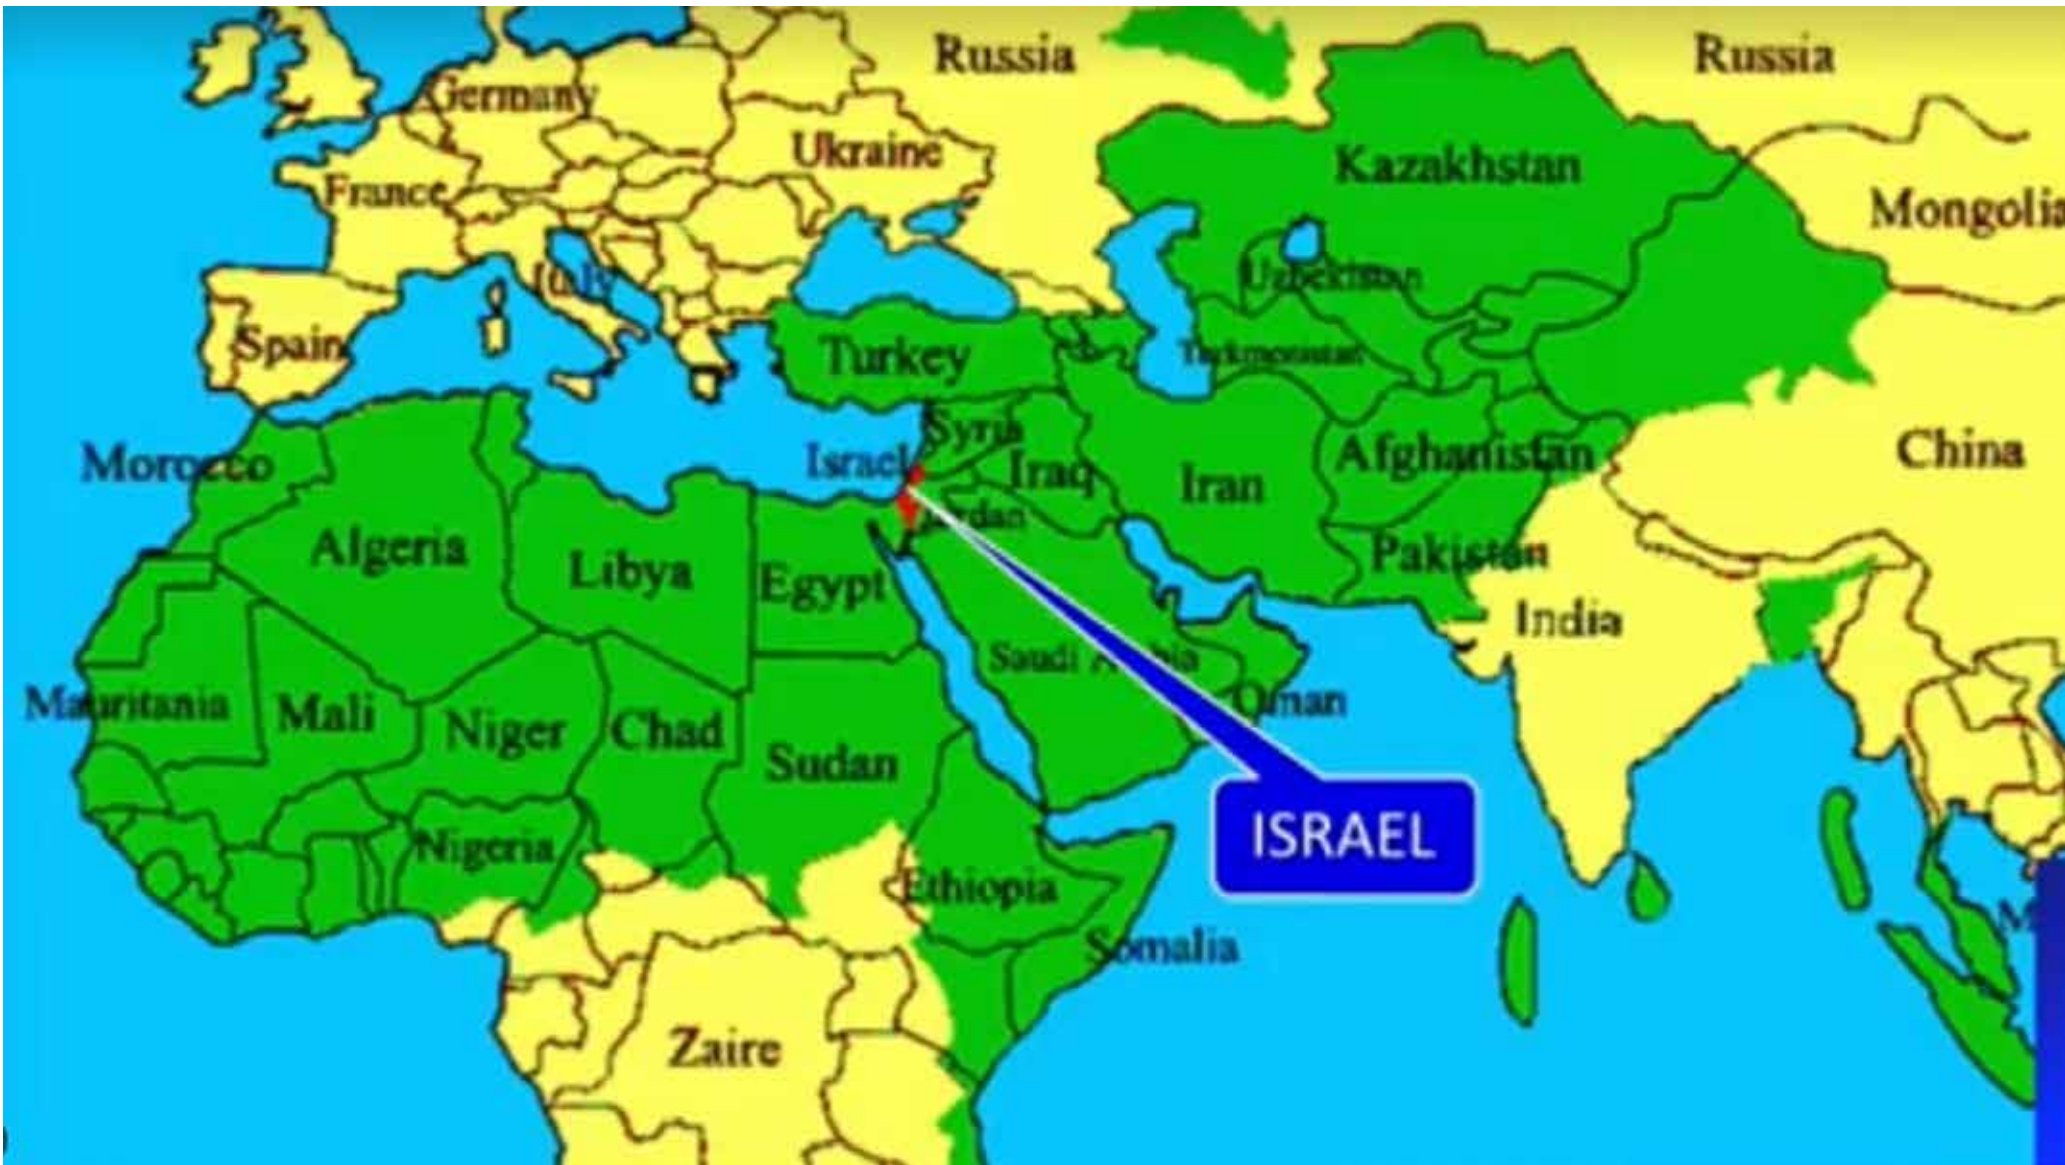 Russia
Russia
Germany
Ukraine
Kazakhstan
France
Mongolia
Italy
Uzbekistan
Spain
Turkey
Turkmenistan
Syria
Morocco
Israel
Iraq
Iran
Afghanistan
China
Jordan
Algeria
Libya
Egypt
Pakistan
India
Saudi Arabia
Mauritania
Mali
Niger
Chad
Oman
Sudan
ISRAEL
Nigeria
Ethiopia
Somalia
M
Zaire